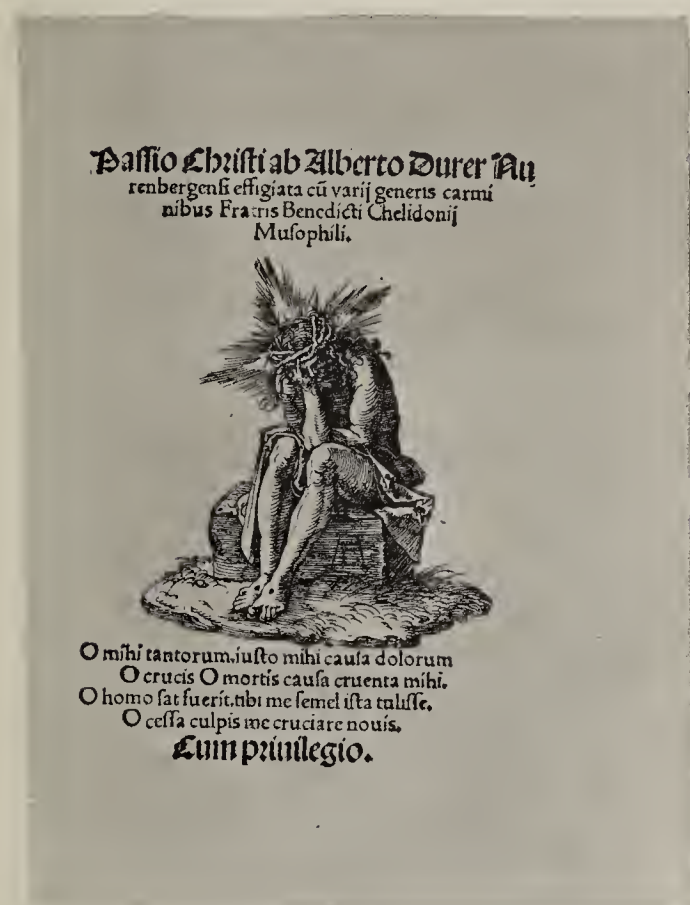 Paſſio Chriſti ab Alberto Durer Nu
renbergenſi effigiata cū varij generis carmi
nibus Fratris Benedicti Chelidonij
Muſophili.
O mihi tantorum, iuſto mihi cauſa dolorum
O crucis O mortis cauſa cruenta mihi.
O homo ſat fuerit, tibi me ſemel iſta tuliſſe.
O ceſſa culpis me cruciare nouis.
Cum priuilegio.